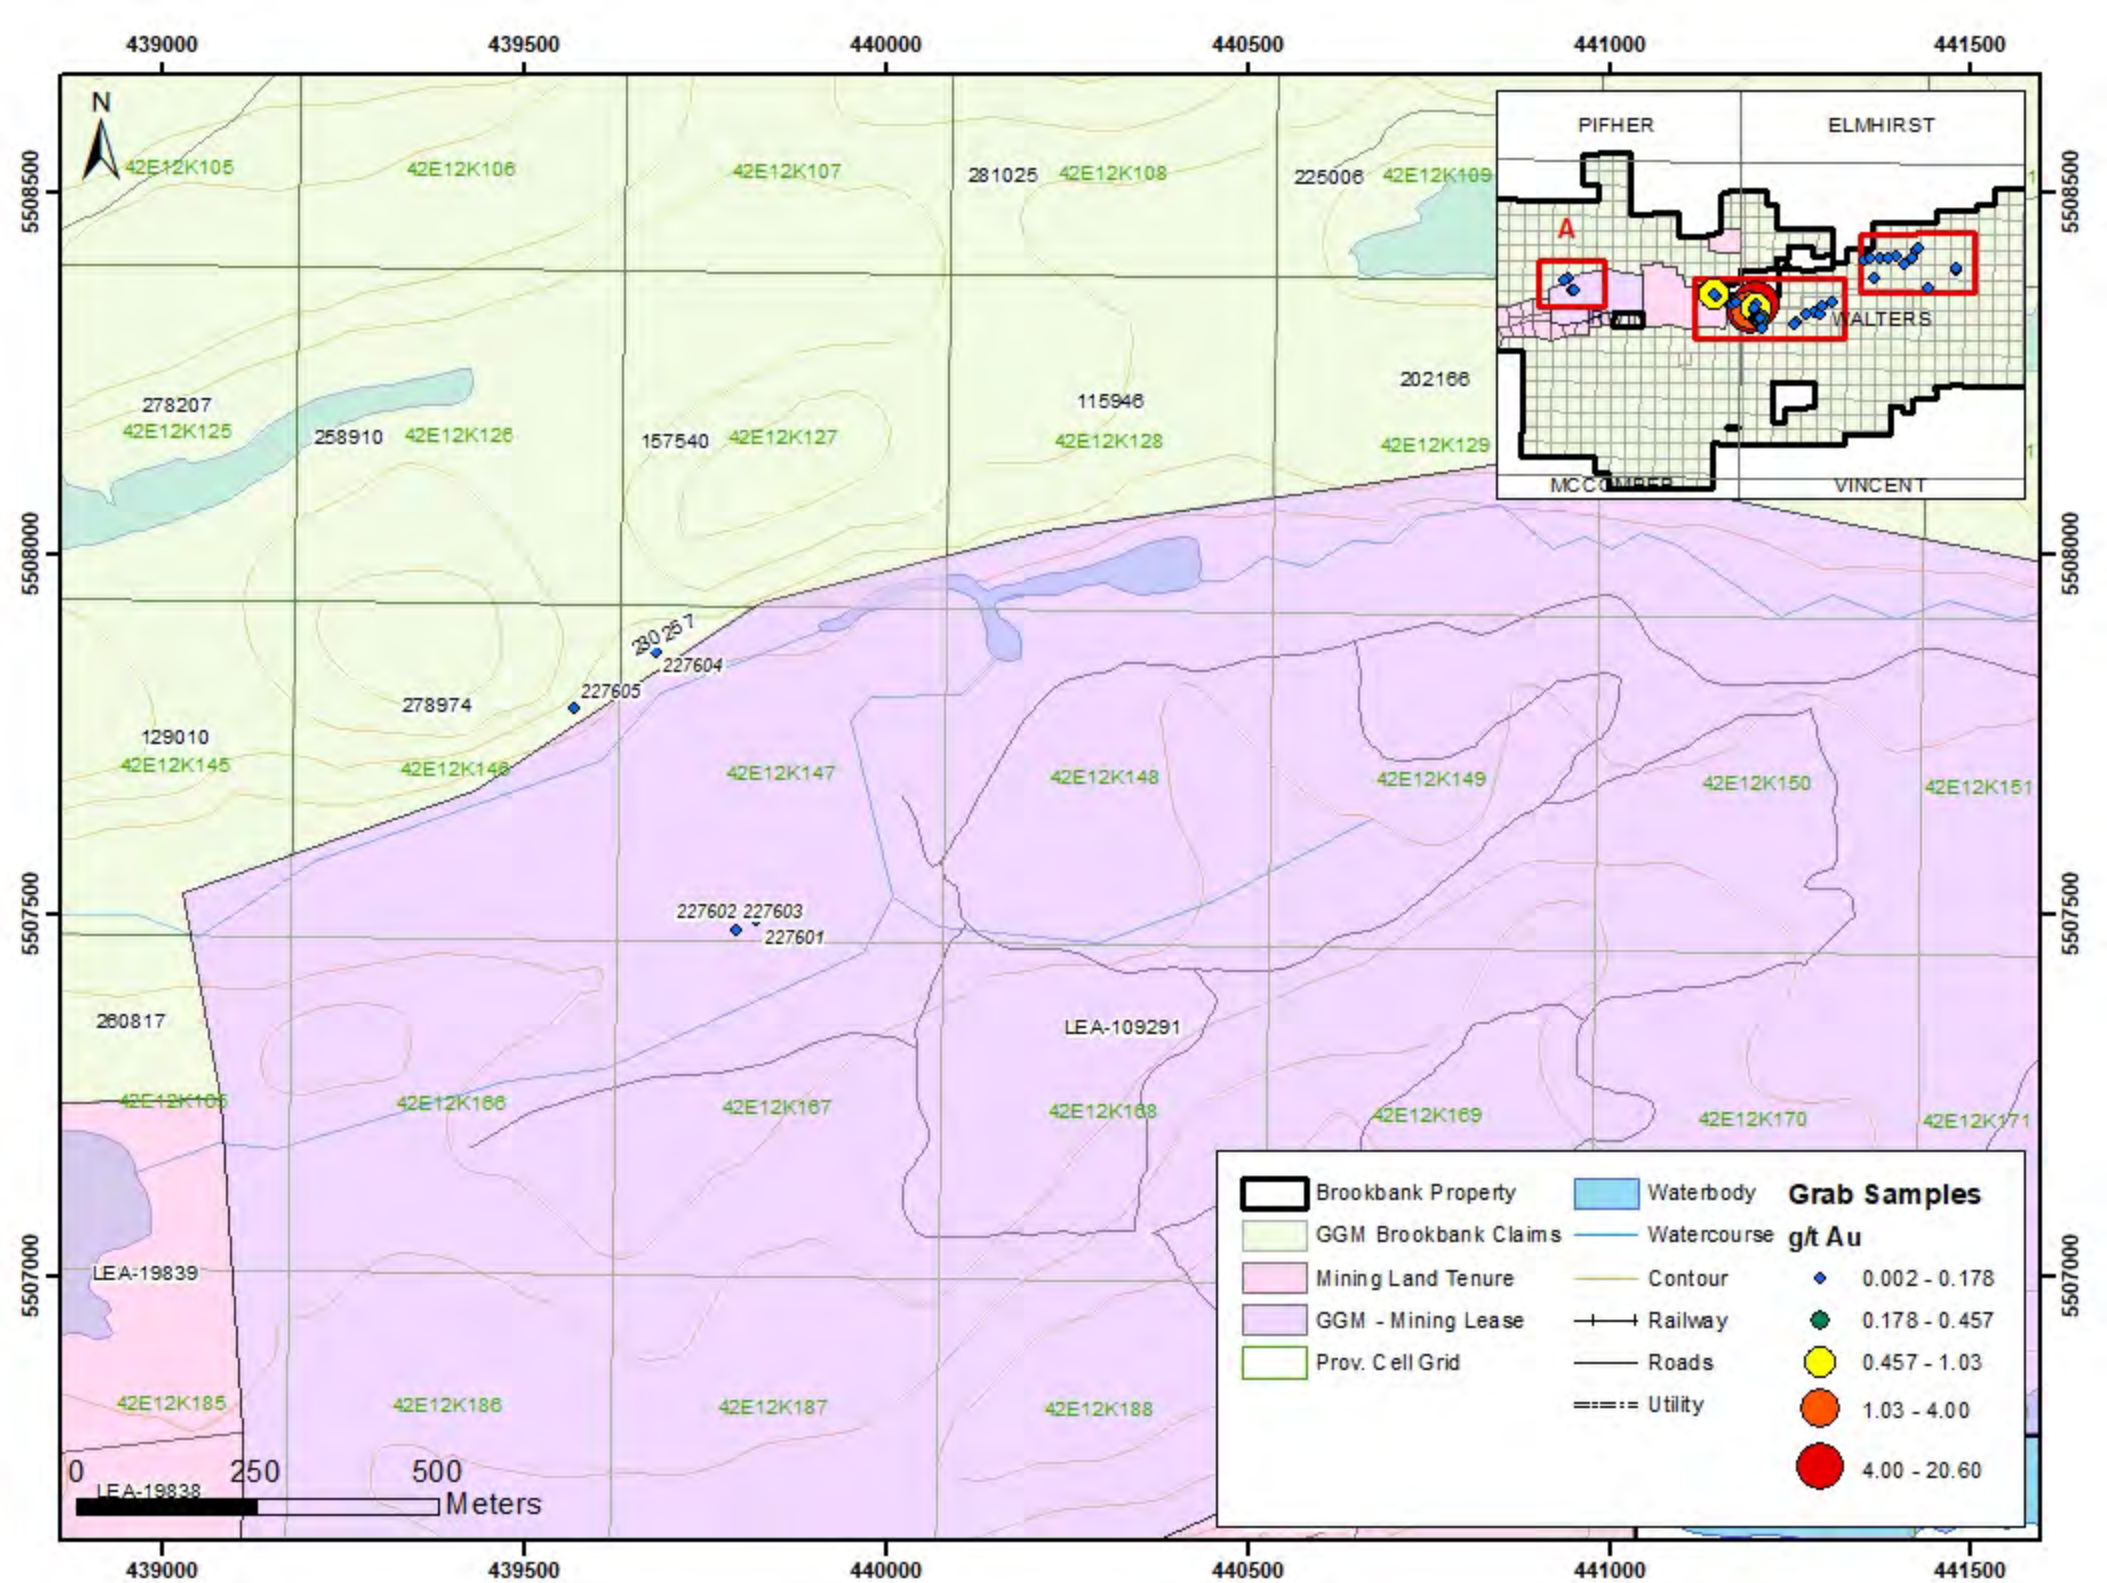 439000 439500 440000 440500 441000 441500
N
PIFHER ELMHIRST
42E12K105 42E12K106 42E12K107 281025 42E12K108 225006 42E12K109
5508500 5508500
A
WALTERS
278207 258910 157540 115946 202166
42E12K125 42E12K126 42E12K127 42E12K128 42E12K129
MCCOMBER VINCENT
5508000 5508000
230257
227604
227605
278974
129010
42E12K145 42E12K146 42E12K147 42E12K148 42E12K149 42E12K150 42E12K151
5507500 5507500
227602 227603
227601
260817 LEA-109291
42E12K165 42E12K166 42E12K167 42E12K168 42E12K169 42E12K170 42E12K171
Brookbank Property Waterbody Grab Samples
GGM Brookbank Claims Watercourse g/t Au
5507000 5507000
LEA-19839
Mining Land Tenure Contour 0.002 - 0.178
GGM - Mining Lease Railway 0.178 - 0.457
Prov. Cell Grid Roads 0.457 - 1.03
Utility 1.03 - 4.00
4.00 - 20.60
42E12K185 42E12K186 42E12K187 42E12K188
0 250 500
LEA-19838
Meters
439000 439500 440000 440500 441000 441500